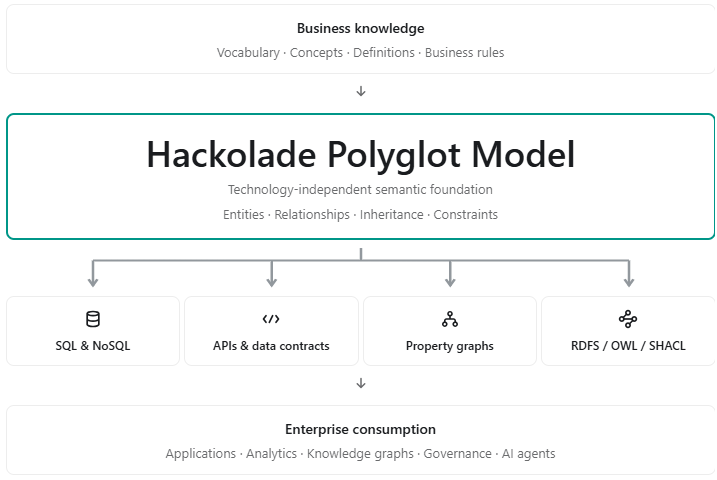 Business knowledge
Vocabulary · Concepts · Definitions · Business rules
Hackolade Polyglot Model
Technology-independent semantic foundation
Entities · Relationships · Inheritance · Constraints
SQL & NoSQL
APIs & data contracts
Property graphs
RDFS / OWL / SHACL
Enterprise consumption
Applications · Analytics · Knowledge graphs · Governance · AI agents